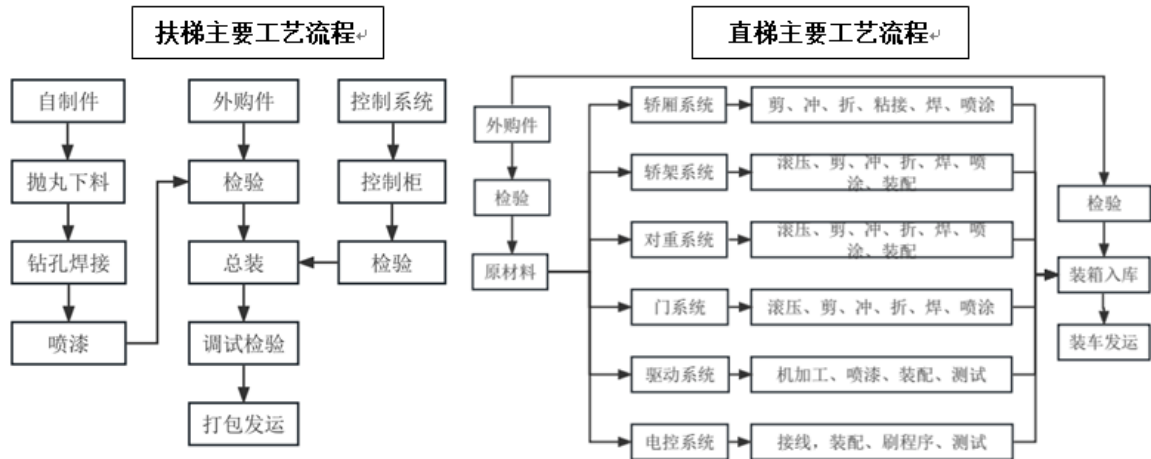 扶梯主要工艺流程
自制件
外购件
控制系统
抛丸下料
检验
控制柜
钻孔焊接
总装
检验
喷漆
调试检验
打包发运
直梯主要工艺流程
外购件
检验
原材料
轿厢系统
剪、冲、折、粘接、焊、喷涂
轿架系统
滚压、剪、冲、折、焊、喷
涂、装配
对重系统
滚压、剪、冲、折、焊、喷
涂、装配
门系统
滚压、剪、冲、折、焊、喷涂
驱动系统
机加工、喷漆、装配、测试
电控系统
接线，装配、刷程序、测试
检验
装箱入库
装车发运